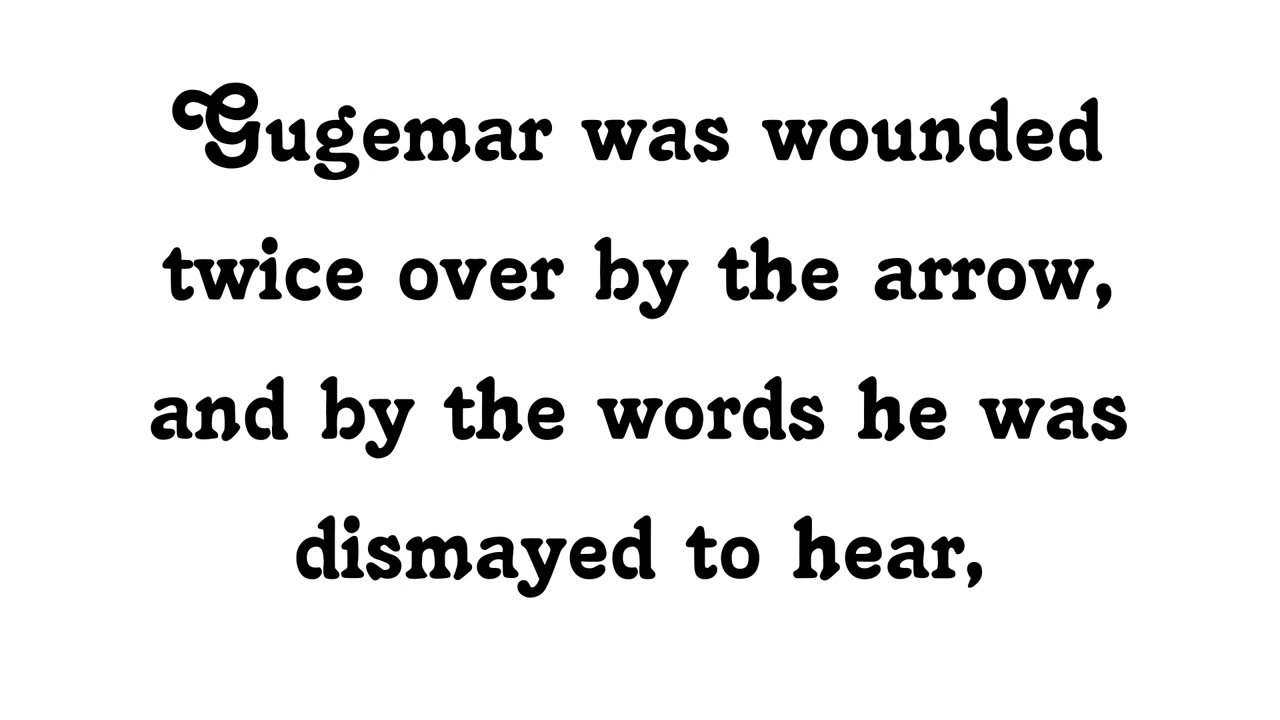 Gugemar was wounded
twice over by the arrow,
and by the words he was
dismayed to hear,